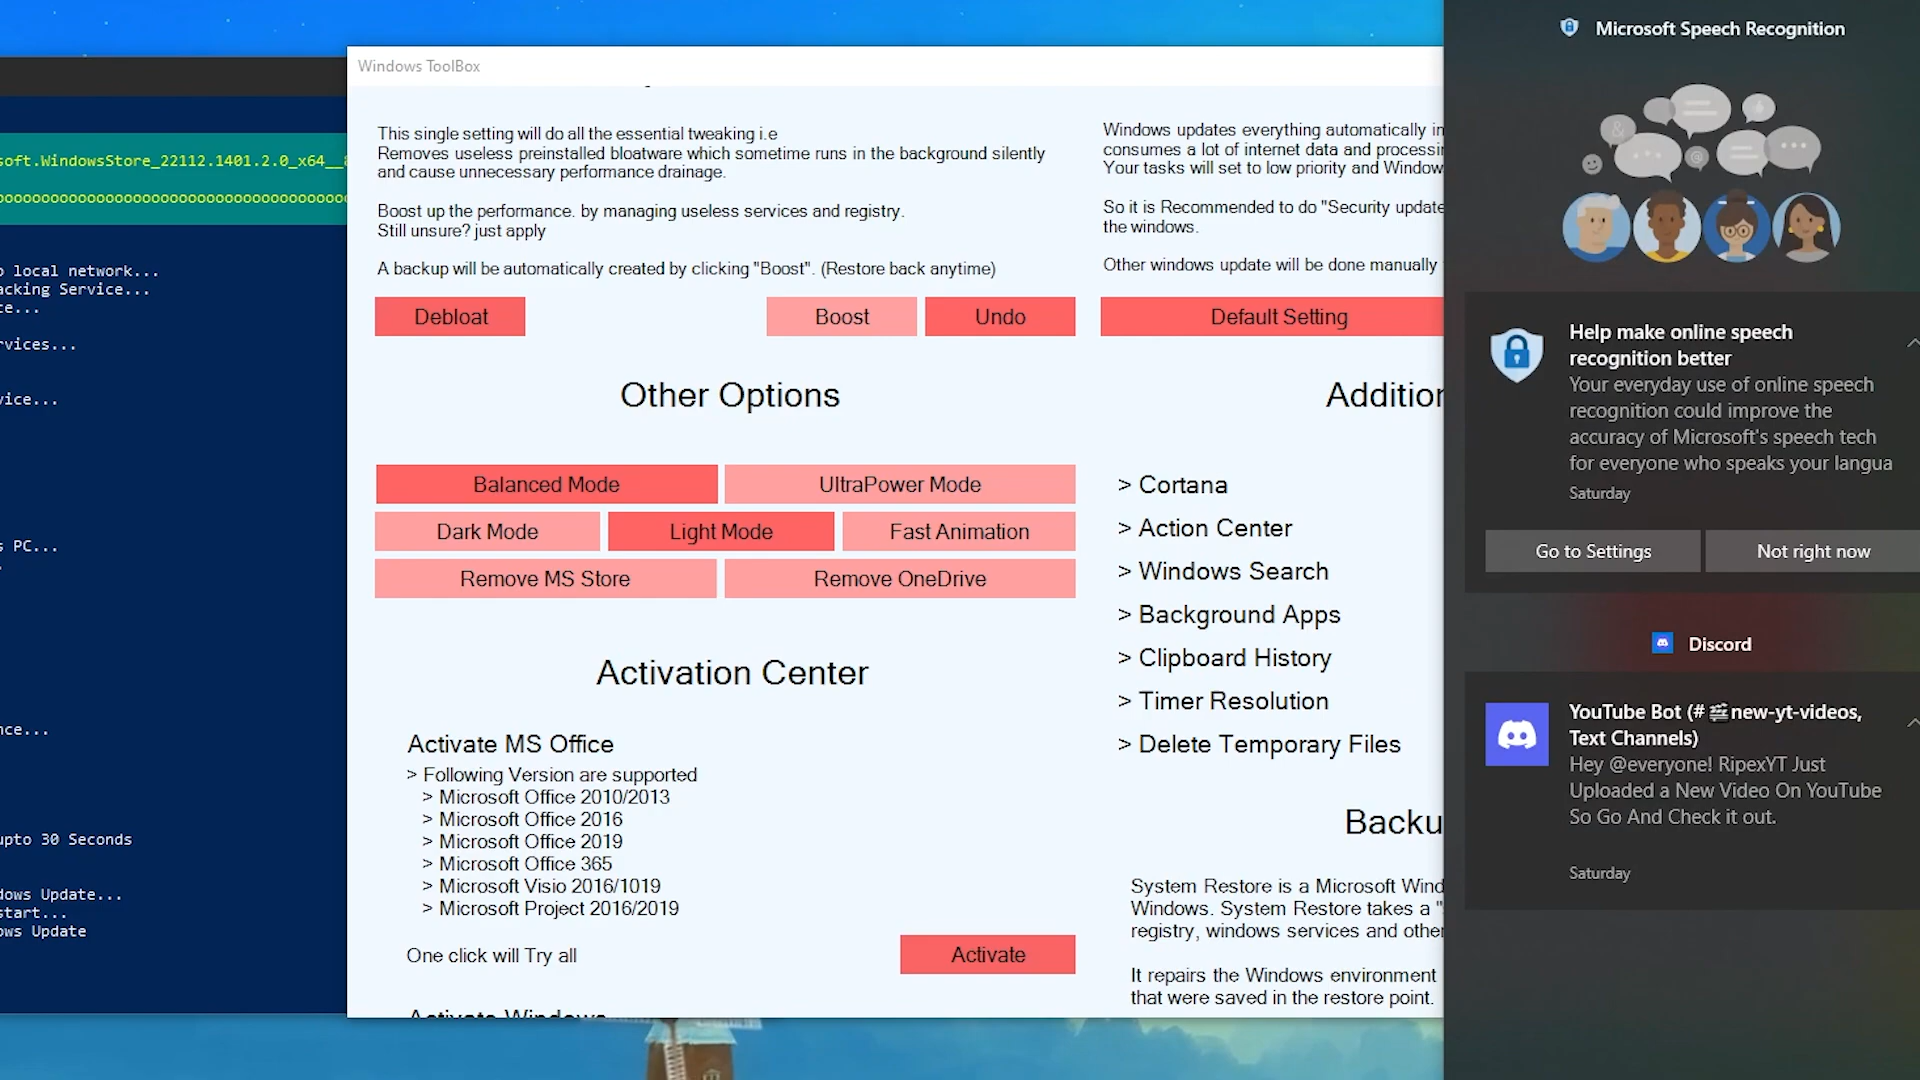 soft.WindowsStore_22112.1401.2.0_x64__
o local network...
acking Service...
ce...
rvices...
vice...
s PC...
nce...
upto 30 Seconds
dows Update...
start...
ows Update
Windows ToolBox
This single setting will do all the essential tweaking i.e
Removes useless preinstalled bloatware which sometime runs in the background silently
and cause unnecessary performance drainage.
Boost up the performance. by managing useless services and registry.
Still unsure? just apply
A backup will be automatically created by clicking "Boost". (Restore back anytime)
Debloat
Boost
Undo
Other Options
Balanced Mode
UltraPower Mode
Dark Mode
Light Mode
Fast Animation
Remove MS Store
Remove OneDrive
Activation Center
Activate MS Office
> Following Version are supported
> Microsoft Office 2010/2013
> Microsoft Office 2016
> Microsoft Office 2019
> Microsoft Office 365
> Microsoft Visio 2016/1019
> Microsoft Project 2016/2019
One click will Try all
Activate
Activate Windows
Windows updates everything automatically in
consumes a lot of internet data and processin
Your tasks will set to low priority and Window
So it is Recommended to do "Security update
the windows.
Other windows update will be done manually
Default Setting
Addition
> Cortana
> Action Center
> Windows Search
> Background Apps
> Clipboard History
> Timer Resolution
> Delete Temporary Files
Backu
System Restore is a Microsoft Wind
Windows. System Restore takes a "
registry, windows services and other
It repairs the Windows environment
that were saved in the restore point.
Microsoft Speech Recognition
Help make online speech
recognition better
Your everyday use of online speech
recognition could improve the
accuracy of Microsoft's speech tech
for everyone who speaks your langua
Saturday
Go to Settings
Not right now
Discord
YouTube Bot (#🎬new-yt-videos,
Text Channels)
Hey @everyone! RipexYT Just
Uploaded a New Video On YouTube
So Go And Check it out.
Saturday